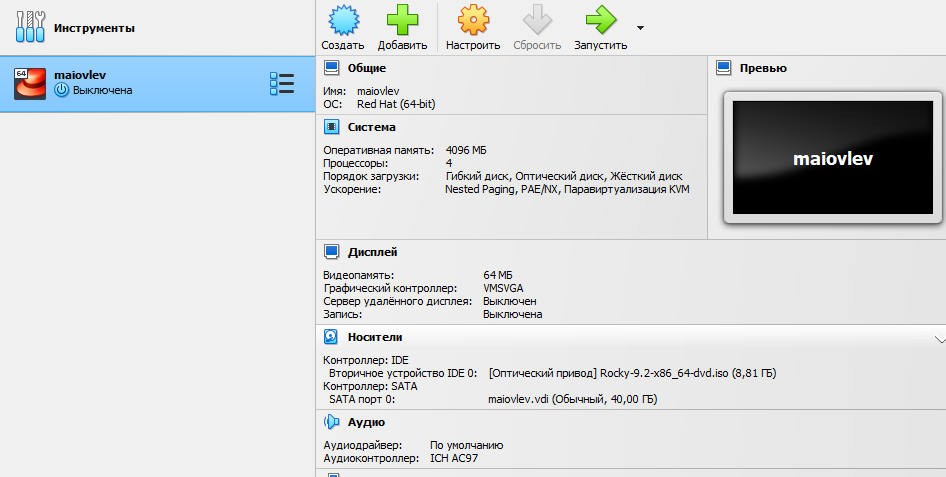 Инструменты
64
maiovlev
Выключена
Создать Добавить Настроить Сбросить Запустить
Общие
Имя: maiovlev
ОС: Red Hat (64-bit)
Система
Оперативная память: 4096 МБ
Процессоры: 4
Порядок загрузки: Гибкий диск, Оптический диск, Жёсткий диск
Ускорение: Nested Paging, PAE/NX, Паравиртуализация KVM
Превью
maiovlev
Дисплей
Видеопамять: 64 МБ
Графический контроллер: VMSVGA
Сервер удалённого дисплея: Выключен
Запись: Выключена
Носители
Контроллер: IDE
Вторичное устройство IDE 0: [Оптический привод] Rocky-9.2-x86_64-dvd.iso (8,81 ГБ)
Контроллер: SATA
SATA порт 0: maiovlev.vdi (Обычный, 40,00 ГБ)
Аудио
Аудиодрайвер: По умолчанию
Аудиоконтроллер: ICH AC97